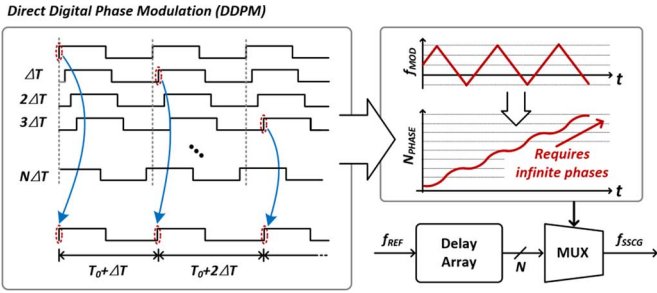 Direct Digital Phase Modulation (DDPM)
ΔT
2ΔT
3ΔT
NΔT
T0+ΔT
T0+2ΔT
fMOD
t
NPHASE
Requires
infinite phases
t
fREF
Delay
Array
N
MUX
fSSCG